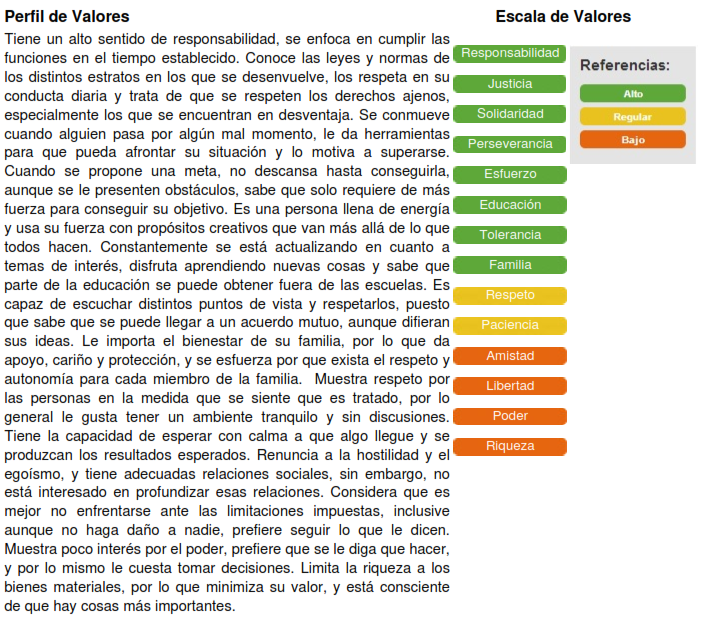 Perfil de Valores
Tiene un alto sentido de responsabilidad, se enfoca en cumplir las
funciones en el tiempo establecido. Conoce las leyes y normas de
los distintos estratos en los que se desenvuelve, los respeta en su
conducta diaria y trata de que se respeten los derechos ajenos,
especialmente los que se encuentran en desventaja. Se conmueve
cuando alguien pasa por algún mal momento, le da herramientas
para que pueda afrontar su situación y lo motiva a superarse.
Cuando se propone una meta, no descansa hasta conseguirla,
aunque se le presenten obstáculos, sabe que solo requiere de más
fuerza para conseguir su objetivo. Es una persona llena de energía
y usa su fuerza con propósitos creativos que van más allá de lo que
todos hacen. Constantemente se está actualizando en cuanto a
temas de interés, disfruta aprendiendo nuevas cosas y sabe que
parte de la educación se puede obtener fuera de las escuelas. Es
capaz de escuchar distintos puntos de vista y respetarlos, puesto
que sabe que se puede llegar a un acuerdo mutuo, aunque difieran
sus ideas. Le importa el bienestar de su familia, por lo que da
apoyo, cariño y protección, y se esfuerza por que exista el respeto y
autonomía para cada miembro de la familia. Muestra respeto por
las personas en la medida que se siente que es tratado, por lo
general le gusta tener un ambiente tranquilo y sin discusiones.
Tiene la capacidad de esperar con calma a que algo llegue y se
produzcan los resultados esperados. Renuncia a la hostilidad y el
egoísmo, y tiene adecuadas relaciones sociales, sin embargo, no
está interesado en profundizar esas relaciones. Considera que es
mejor no enfrentarse ante las limitaciones impuestas, inclusive
aunque no haga daño a nadie, prefiere seguir lo que le dicen.
Muestra poco interés por el poder, prefiere que se le diga que hacer,
y por lo mismo le cuesta tomar decisiones. Limita la riqueza a los
bienes materiales, por lo que minimiza su valor, y está consciente
de que hay cosas más importantes.
Escala de Valores
Responsabilidad
Justicia
Solidaridad
Perseverancia
Esfuerzo
Educación
Tolerancia
Familia
Respeto
Paciencia
Amistad
Libertad
Poder
Riqueza
Referencias:
Alto
Regular
Bajo